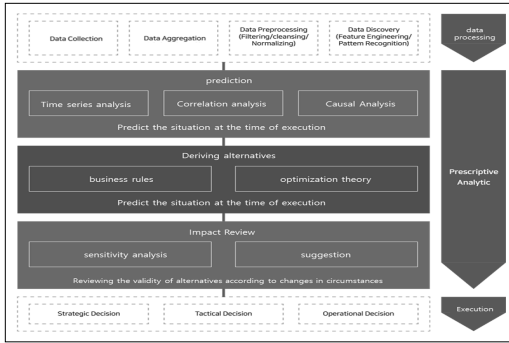 Data Collection
Data Aggregation
Data Preprocessing
(Filtering/cleansing/
Normalizing)
Data Discovery
(Feature Engineering/
Pattem Recognition)
data
processing
prediction
Time series analysis
Correlation analysis
Causal Analysis
Predict the situation at the time of execution
Deriving alternatives
business rules
optimization theory
Predict the situation at the time of execution
Prescriptive
Analytic
Impact Review
sensitivity analysis
suggestion
Reviewing the validity of alternatives according to changes in circumstances
Strategic Decision
Tactical Decision
Operational Decision
Execution